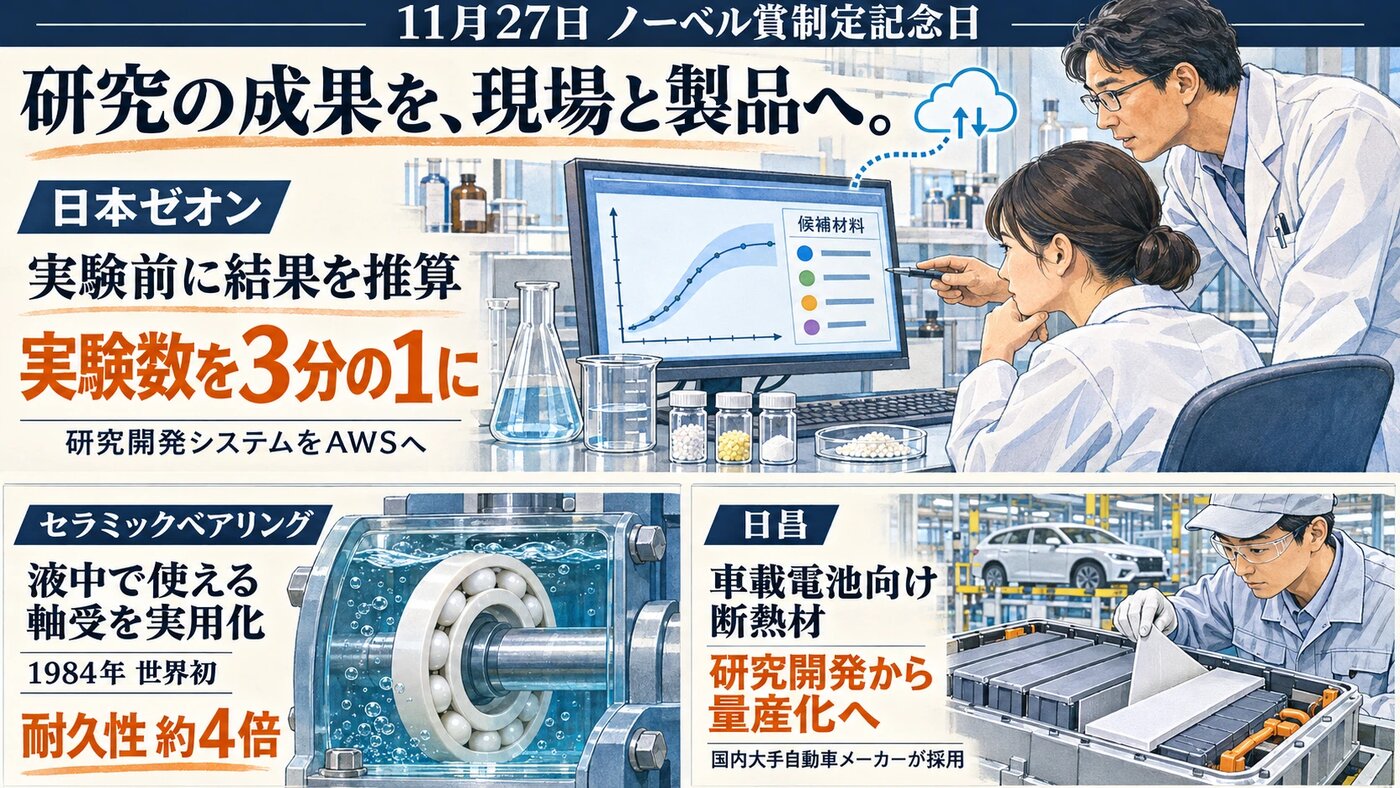 11月27日 ノーベル賞制定記念日
研究の成果を、現場と製品へ。
日本ゼオン
実験前に結果を推算
実験数を3分の1に
研究開発システムをAWSへ
候補材料
セラミックベアリング
液中で使える
軸受を実用化
1984年 世界初
耐久性 約4倍
日昌
車載電池向け
断熱材
研究開発から
量産化へ
国内大手自動車メーカーが採用